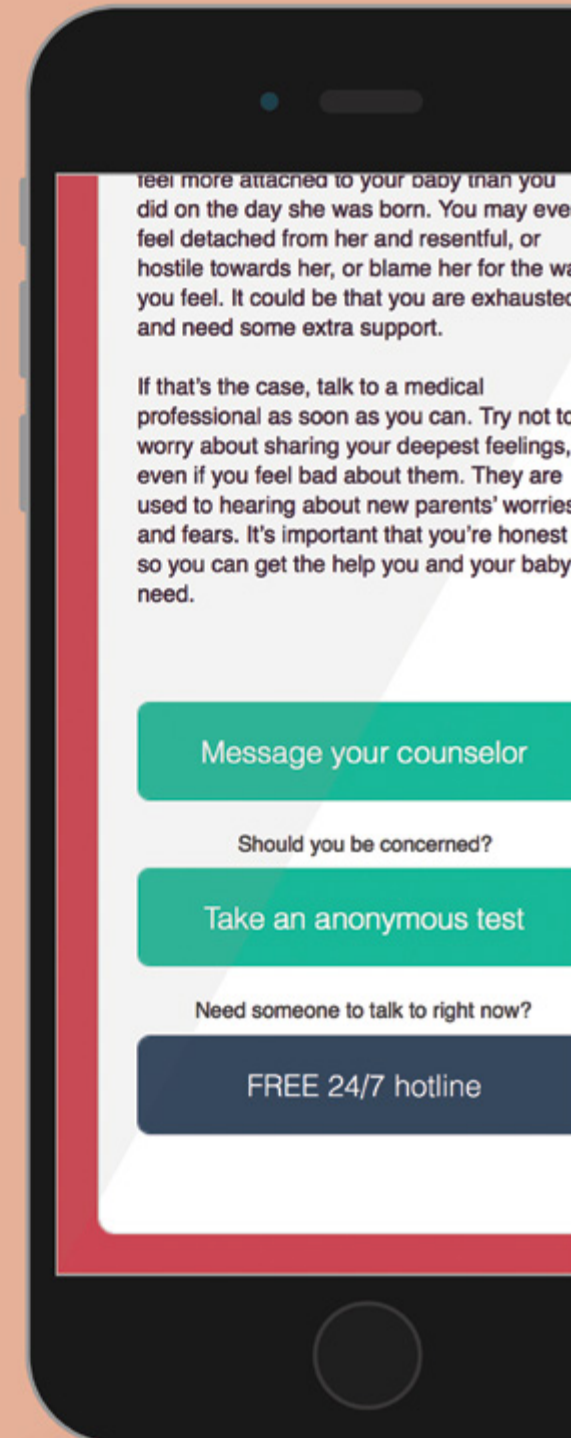 feel more attached to your baby than you
did on the day she was born. You may even
feel detached from her and resentful, or
hostile towards her, or blame her for the
you feel. It could be that you are exhausted
and need some extra support.
If that's the case, talk to a medical
professional as soon as you can. Try not to
worry about sharing your deepest feelings,
even if you feel bad about them. They are
used to hearing about new parents' worries
and fears. It's important that you're honest
so you can get the help you and your baby
need.
Message your counselor
Should you be concerned?
Take an anonymous test
Need someone to talk to right now?
FREE 24/7 hotline